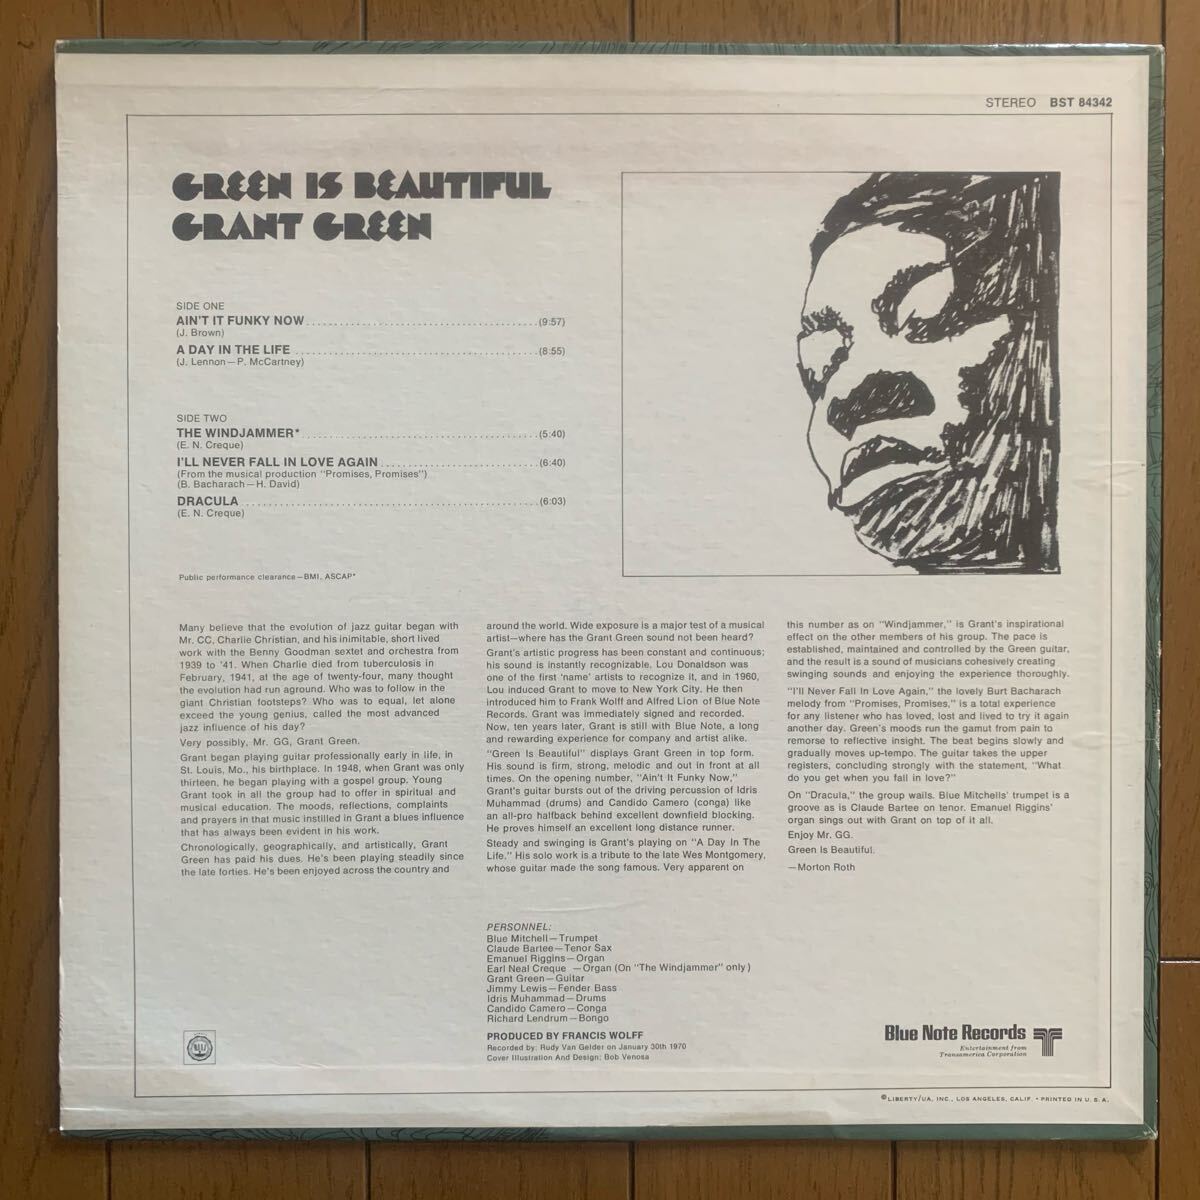 STEREO BST 84342
GREEN IS BEAUTIFUL
GRANT GREEN
SIDE ONE
AIN'T IT FUNKY NOW (9:57)
(J. Brown)
A DAY IN THE LIFE (8:55)
(J. Lennon—P. McCartney)
SIDE TWO
THE WINDJAMMER* (5:40)
(E. N. Creque)
I'LL NEVER FALL IN LOVE AGAIN (6:40)
(From the musical production "Promises, Promises")
(B. Bacharach—H. David)
DRACULA (6:03)
(E. N. Creque)
Public performance clearance—BMI, ASCAP*
Many believe that the evolution of jazz guitar began with
Mr. CC, Charlie Christian, and his inimitable, short lived
work with the Benny Goodman sextet and orchestra from
1939 to '41. When Charlie died from tuberculosis in
February, 1941, at the age of twenty-four, many thought
the evolution had run aground. Who was to follow in the
giant Christian footsteps? Who was to equal, let alone
exceed the young genius, called the most advanced
jazz influence of his day?
Very possibly, Mr. GG, Grant Green.
Grant began playing guitar professionally early in life, in
St. Louis, Mo., his birthplace. In 1948, when Grant was only
thirteen, he began playing with a gospel group. Young
Grant took in all the group had to offer in spiritual and
musical education. The moods, reflections, complaints
and prayers in that music instilled in Grant a blues influence
that has always been evident in his work.
Chronologically, geographically, and artistically, Grant
Green has paid his dues. He's been playing steadily since
the late forties. He's been enjoyed across the country and
around the world. Wide exposure is a major test of a musical
artist—where has the Grant Green sound not been heard?
Grant's artistic progress has been constant and continuous;
his sound is instantly recognizable. Lou Donaldson was
one of the first 'name' artists to recognize it, and in 1960,
Lou induced Grant to move to New York City. He then
introduced him to Frank Wolff and Alfred Lion of Blue Note
Records. Grant was immediately signed and recorded.
Now, ten years later, Grant is still with Blue Note, a long
and rewarding experience for company and artist alike.
"Green Is Beautiful" displays Grant Green in top form.
His sound is firm, strong, melodic and out in front at all
times. On the opening number, "Ain't It Funky Now,"
Grant's guitar bursts out of the driving percussion of Idris
Muhammad (drums) and Candido Camero (conga) like
an all-pro halfback behind excellent downfield blocking.
He proves himself an excellent long distance runner.
Steady and swinging is Grant's playing on "A Day In The
Life." His solo work is a tribute to the late Wes Montgomery,
whose guitar made the song famous. Very apparent on
this number as on "Windjammer," is Grant's inspirational
effect on the other members of his group. The pace is
established, maintained and controlled by the Green guitar,
and the result is a sound of musicians cohesively creating
swinging sounds and enjoying the experience thoroughly.
"I'll Never Fall In Love Again," the lovely Burt Bacharach
melody from "Promises, Promises," is a total experience
for any listener who has loved, lost and lived to try it again
another day. Green's moods run the gamut from pain to
remorse to reflective insight. The beat begins slowly and
gradually moves up-tempo. The guitar takes the upper
registers, concluding strongly with the statement, "What
do you get when you fall in love?"
On "Dracula," the group wails. Blue Mitchells' trumpet is a
groove as is Claude Bartee on tenor. Emanuel Riggins'
organ sings out with Grant on top of it all.
Enjoy Mr. GG.
Green Is Beautiful.
—Morton Roth
PERSONNEL:
Blue Mitchell—Trumpet
Claude Bartee—Tenor Sax
Emanuel Riggins—Organ
Earl Neal Creque —Organ (On "The Windjammer" only)
Grant Green—Guitar
Jimmy Lewis—Fender Bass
Idris Muhammad—Drums
Candido Camero—Conga
Richard Lendrum—Bongo
PRODUCED BY FRANCIS WOLFF
Recorded by: Rudy Van Gelder on January 30th 1970
Cover Illustration And Design: Bob Venosa
Blue Note Records
Entertainment from
Transamerica Corporation
©LIBERTY/UA, INC., LOS ANGELES, CALIF. • PRINTED IN U.S.A.